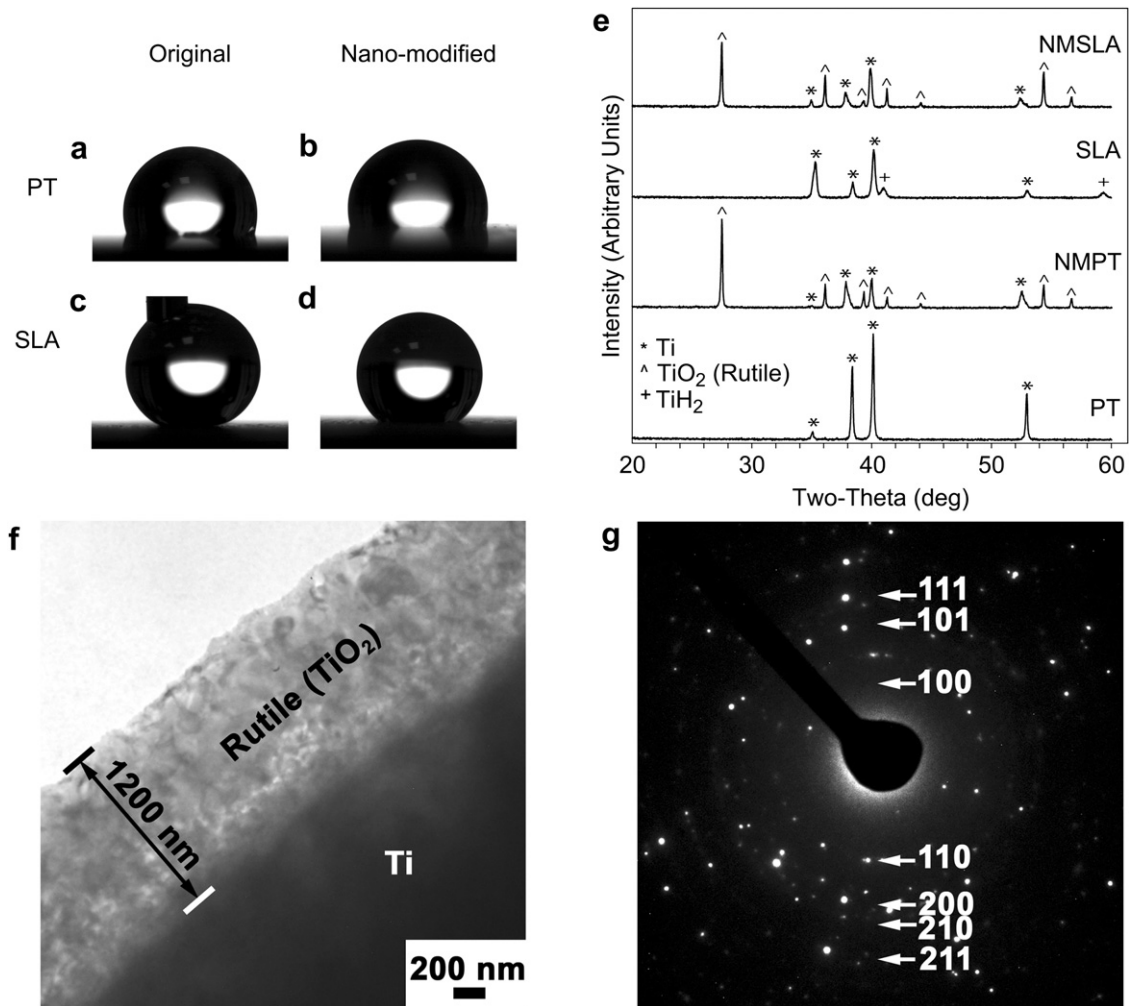 Original
Nano-modified
PT
SLA
a
b
c
d
e
NMSLA
SLA
NMPT
PT
^ * ^ * ^ * ^ ^ * ^ ^
* * * + * +
^ * ^ * ^ * ^ ^ * ^ ^
* * * *
* Ti
^ TiO₂ (Rutile)
+ TiH₂
Intensity (Arbitrary Units)
20 30 40 50 60
Two-Theta (deg)
f
Rutile (TiO₂)
1200 nm
Ti
200 nm
g
111
101
100
110
200
210
211